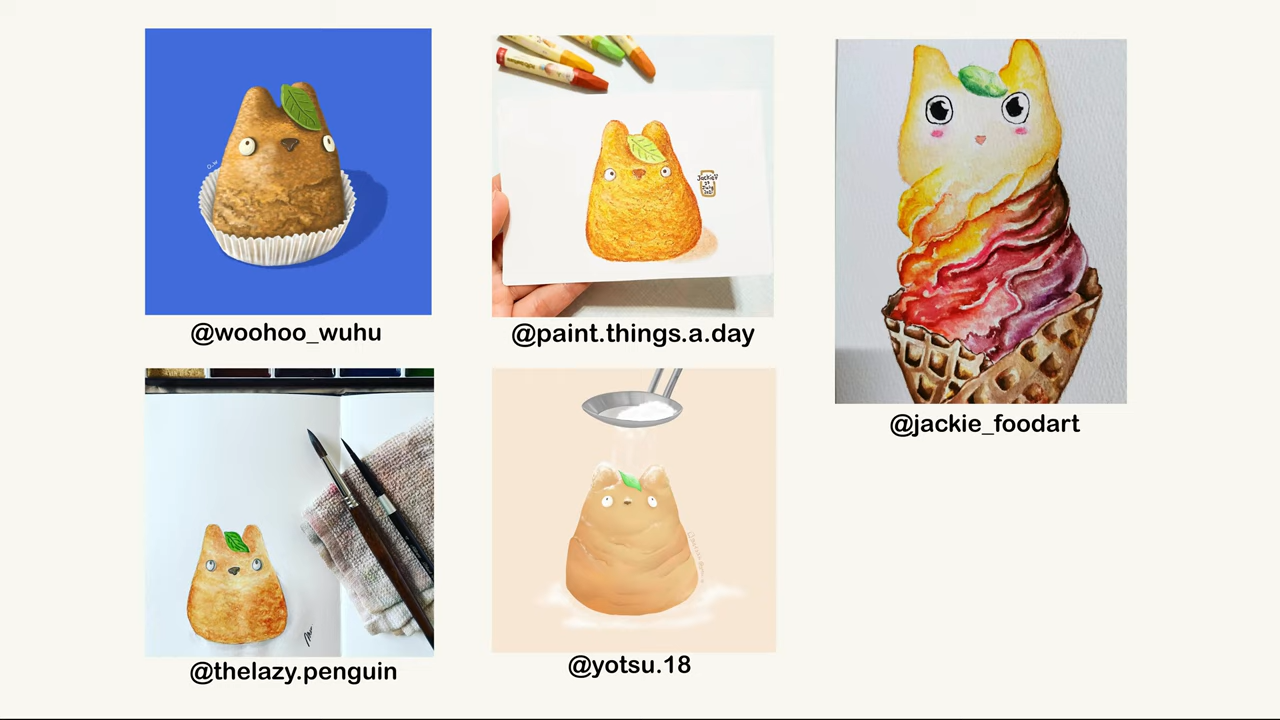 @woohoo_wuhu
@paint.things.a.day
@jackie_foodart
@thelazy.penguin
@yotsu.18